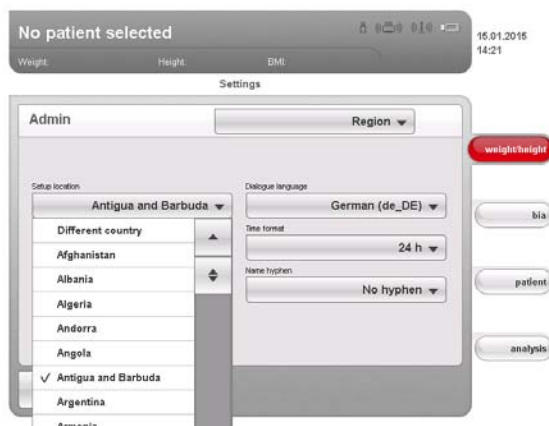 No patient selected
15.01.2015
14:21
Weight: Height: BMI:
Settings
Admin
Region
weight/height
Setup location
Dialogue language
Antigua and Barbuda
German (de_DE)
bia
Different country
Time format
Afghanistan
24 h
Albania
Name hyphen
No hyphen
patient
Algeria
Andorra
Angola
analysis
✓ Antigua and Barbuda
Argentina
Armenia